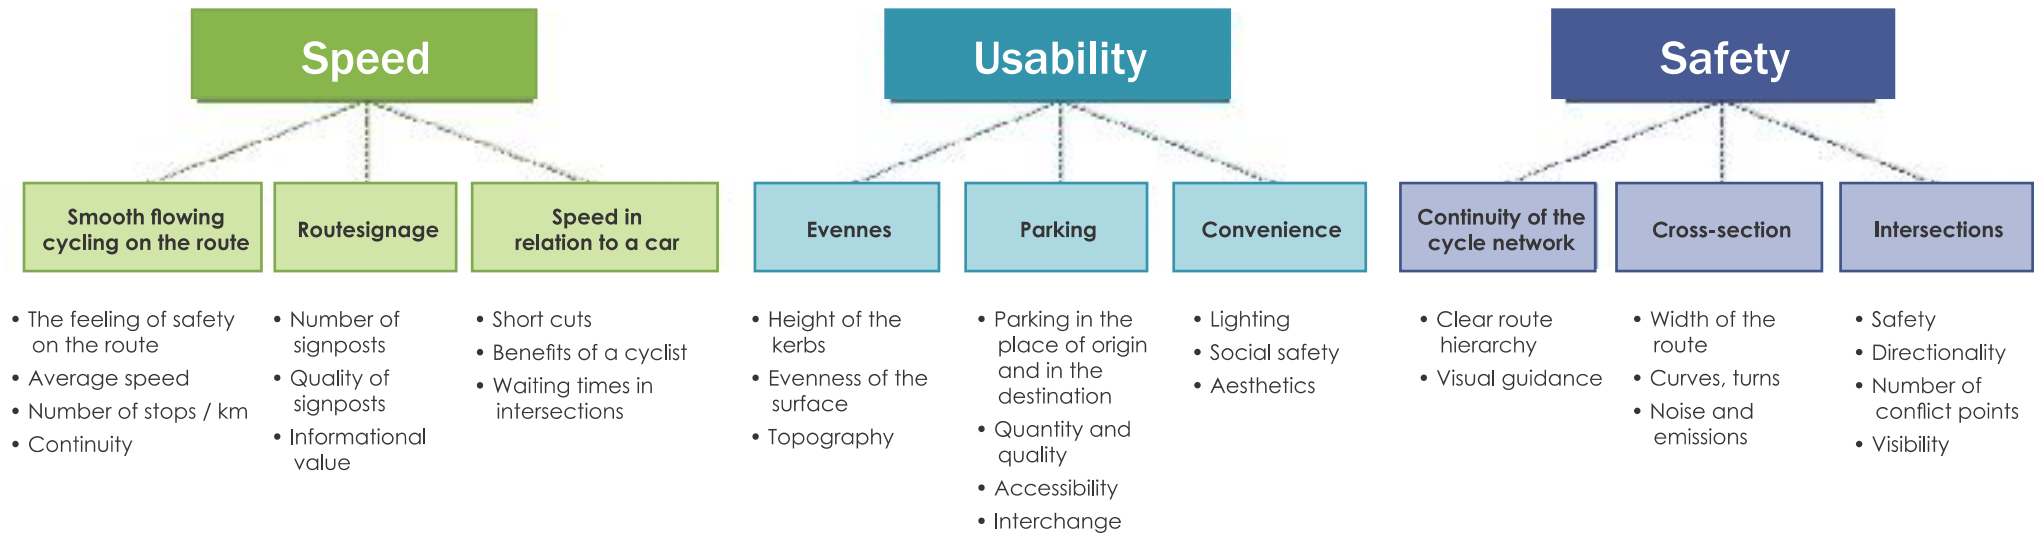 Speed
Smooth flowing
cycling on the route
• The feeling of safety
on the route
• Average speed
• Number of stops / km
• Continuity
Routesignage
• Number of
signposts
• Quality of
signposts
• Informational
value
Speed in
relation to a car
• Short cuts
• Benefits of a cyclist
• Waiting times in
intersections
Usability
Evennes
• Height of the
kerbs
• Evenness of the
surface
• Topography
Parking
• Parking in the
place of origin
and in the
destination
• Quantity and
quality
• Accessibility
• Interchange
Convenience
• Lighting
• Social safety
• Aesthetics
Safety
Continuity of the
cycle network
• Clear route
hierarchy
• Visual guidance
Cross-section
• Width of the
route
• Curves, turns
• Noise and
emissions
Intersections
• Safety
• Directionality
• Number of
conflict points
• Visibility